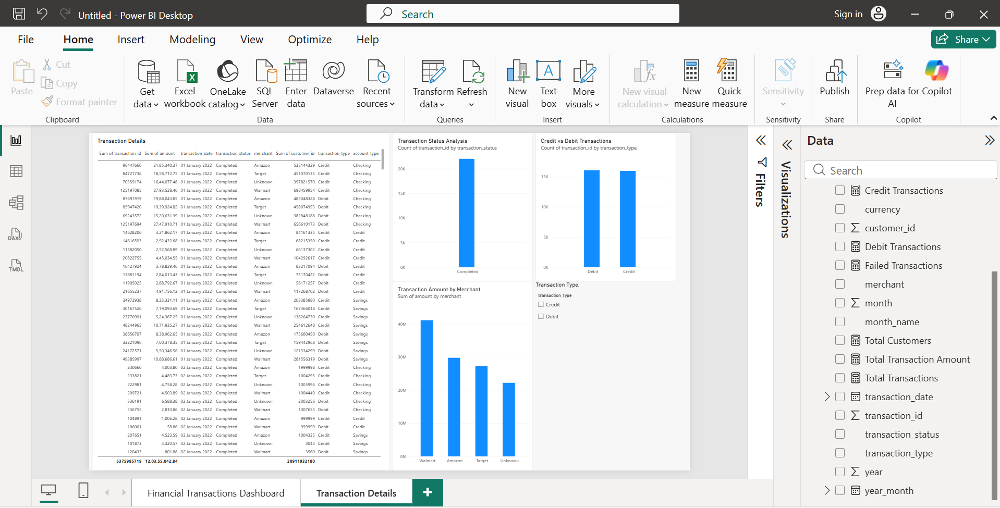 Untitled - Power BI Desktop
Search
Sign in
File Home Insert Modeling View Optimize Help
Share
Paste
Cut
Copy
Format painter
Clipboard
Get data
Excel workbook
OneLake catalog
SQL Server
Enter data
Dataverse
Recent sources
Data
Transform data
Refresh
Queries
New visual
Text box
More visuals
Insert
New visual calculation
New measure
Quick measure
Calculations
Sensitivity
Sensitivity
Publish
Share
Prep data for AI
Copilot
Copilot
DAX
TMDL
Transaction Details
Sum of transaction_id Sum of amount transaction_date transaction_status merchant Sum of customer_id transaction_type account_type
96447660 21,85,340.37 01 January 2022 Completed Amazon 535144329 Credit Checking
84721736 18,58,712.75 01 January 2022 Completed Target 451070135 Credit Checking
70359174 16,44,077.48 01 January 2022 Completed Unknown 397821570 Credit Checking
125197085 27,93,528.46 01 January 2022 Completed Walmart 698459954 Credit Checking
87691919 19,88,043.85 01 January 2022 Completed Amazon 483048328 Debit Checking
85947420 19,39,924.82 01 January 2022 Completed Target 458074993 Debit Checking
69243572 15,20,631.39 01 January 2022 Completed Unknown 382848188 Debit Checking
125197694 27,47,910.71 01 January 2022 Completed Walmart 656610173 Debit Checking
14628206 3,21,862.17 01 January 2022 Completed Amazon 84161335 Credit Credit
14616593 2,92,432.68 01 January 2022 Completed Target 68215350 Credit Credit
11582050 2,52,568.89 01 January 2022 Completed Unknown 66137302 Credit Credit
20822755 4,45,034.55 01 January 2022 Completed Walmart 104292617 Credit Credit
16427924 3,78,829.46 01 January 2022 Completed Amazon 83217094 Debit Credit
13881194 2,84,013.43 01 January 2022 Completed Target 75170422 Debit Credit
11905025 2,88,792.67 01 January 2022 Completed Unknown 56171257 Debit Credit
21655237 4,91,756.12 01 January 2022 Completed Walmart 117268702 Debit Credit
34972938 8,23,331.11 01 January 2022 Completed Amazon 203385980 Credit Savings
30167526 7,19,093.69 01 January 2022 Completed Target 167366018 Credit Savings
23770991 5,24,367.25 01 January 2022 Completed Unknown 136264730 Credit Savings
48244965 10,71,935.27 01 January 2022 Completed Walmart 254612648 Credit Savings
38856707 8,38,962.65 01 January 2022 Completed Amazon 175600450 Debit Savings
32221096 7,60,378.35 01 January 2022 Completed Target 159442968 Debit Savings
24172571 5,50,346.56 01 January 2022 Completed Unknown 121334299 Debit Savings
49385997 10,88,686.61 01 January 2022 Completed Walmart 281556319 Debit Savings
230660 4,003.80 02 January 2022 Completed Amazon 1999998 Credit Checking
233821 4,483.73 02 January 2022 Completed Target 1004295 Credit Checking
222981 4,758.28 02 January 2022 Completed Unknown 1003996 Credit Checking
209721 4,503.89 02 January 2022 Completed Walmart 1004449 Credit Checking
336191 6,588.38 02 January 2022 Completed Unknown 2003256 Debit Checking
336755 2,810.86 02 January 2022 Completed Walmart 1007655 Debit Checking
104891 1,006.28 02 January 2022 Completed Amazon 999999 Credit Credit
106001 58.86 02 January 2022 Completed Walmart 999999 Debit Credit
207651 4,523.59 02 January 2022 Completed Amazon 1004335 Credit Savings
101873 4,320.57 02 January 2022 Completed Unknown 3043 Credit Savings
120433 801.88 02 January 2022 Completed Walmart 3560 Debit Savings
5375985719 12,03,55,042.84 28911932180
Transaction Status Analysis
Count of transaction_id by transaction_status
20K
15K
10K
5K
0K
Completed
Credit vs Debit Transactions
Count of transaction_id by transaction_type
15K
10K
5K
0K
Debit Credit
Transaction Amount by Merchant
Sum of amount by merchant
40M
30M
20M
10M
0M
Walmart Amazon Target Unknown
Transaction Type.
transaction_type
Credit
Debit
Filters
Visualizations
Data
Search
Credit Transactions
currency
customer_id
Debit Transactions
Failed Transactions
merchant
month
month_name
Total Customers
Total Transaction Amount
Total Transactions
transaction_date
transaction_id
transaction_status
transaction_type
year
year_month
Financial Transactions Dashboard
Transaction Details